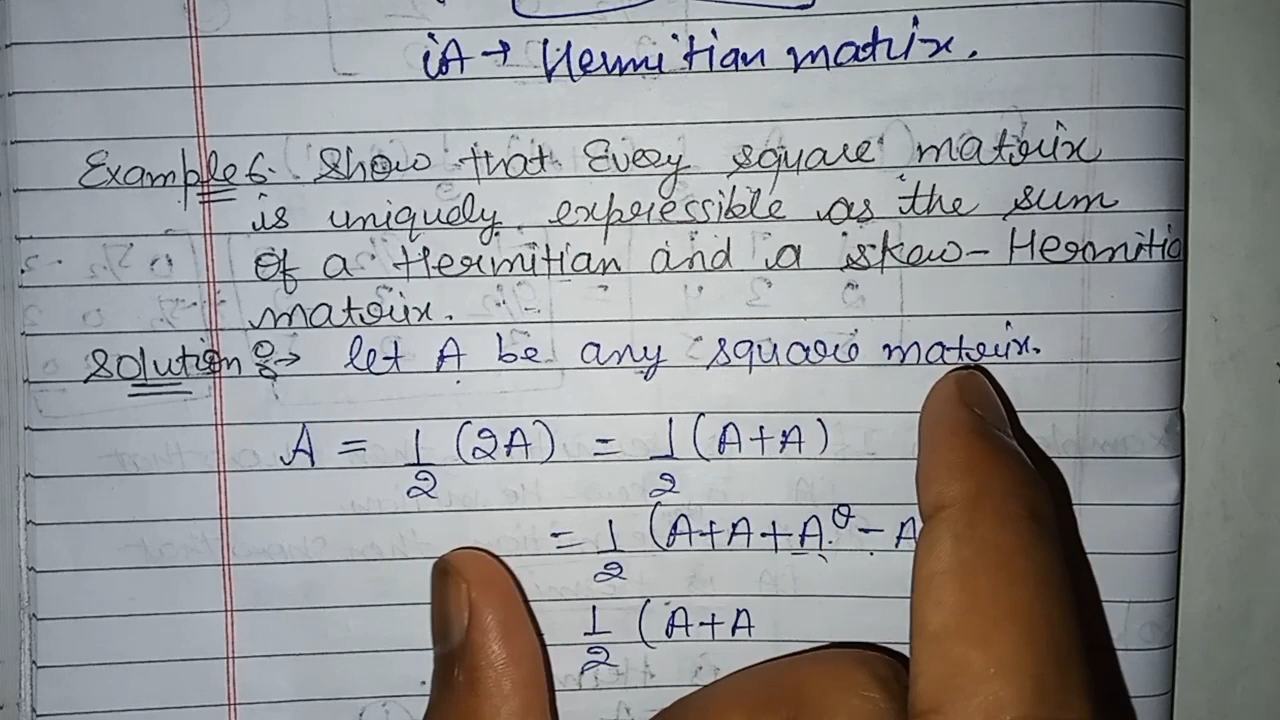 iA → Hermitian matrix.
Example 6. Show that Every square matrix
is uniquely expressible as the sum
of a Hermitian and a skew-Hermitia
matrix.
Solution :→ let A be any square matrix.
A = 1/2 (2A) = 1/2 (A+A)
= 1/2 (A+A+A^θ - A
1/2 (A+A